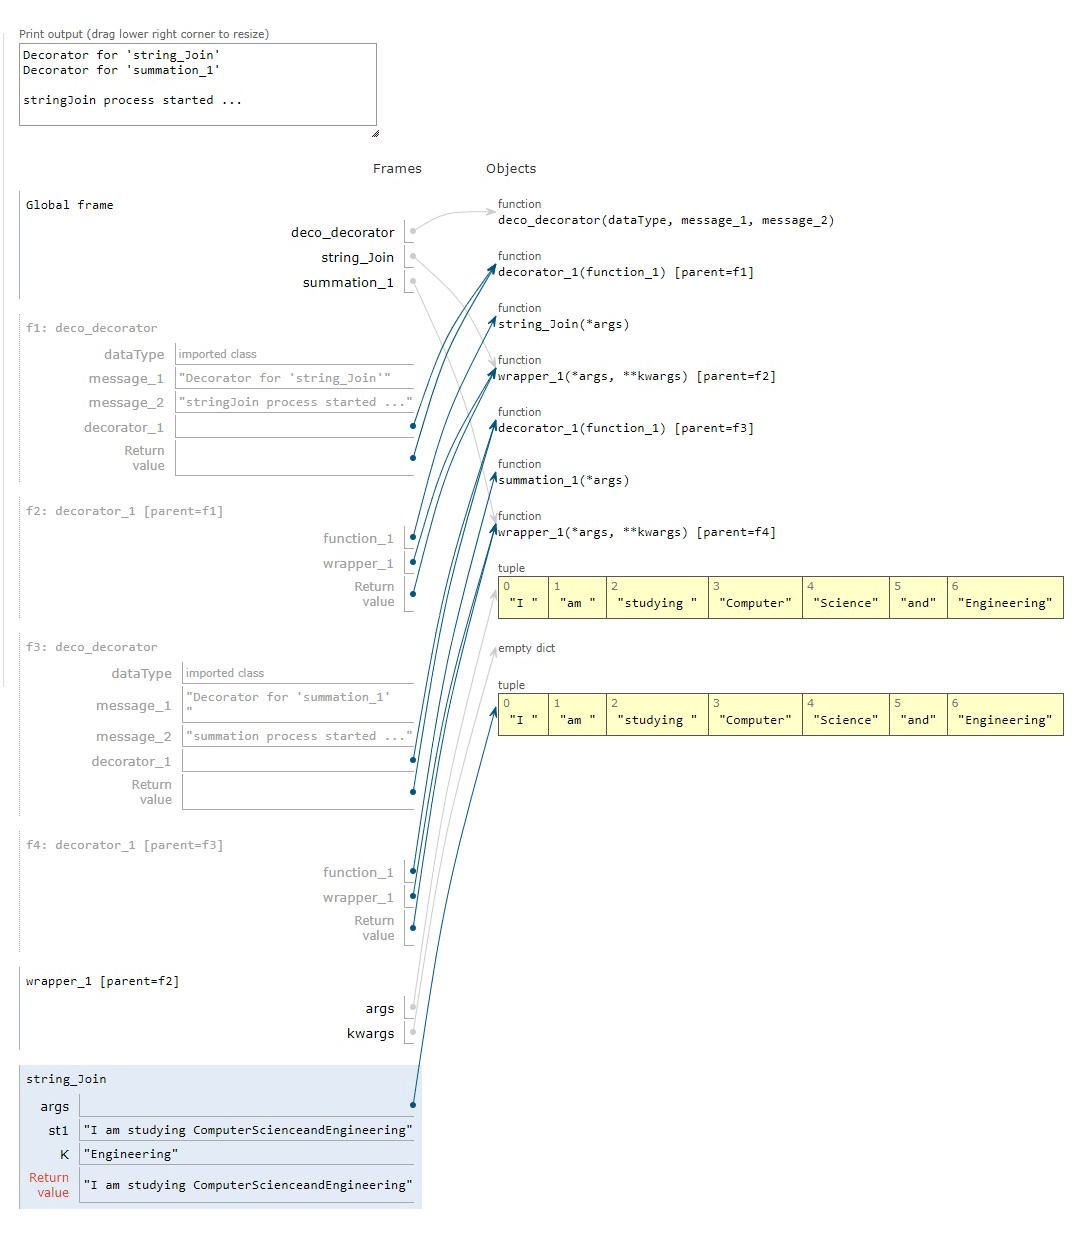 Print output (drag lower right corner to resize)
Decorator for 'string_Join'
Decorator for 'summation_1'
stringJoin process started ...
Frames
Objects
Global frame
deco_decorator
string_Join
summation_1
function
deco_decorator(dataType, message_1, message_2)
function
decorator_1(function_1) [parent=f1]
function
string_Join(*args)
function
wrapper_1(*args, **kwargs) [parent=f2]
function
decorator_1(function_1) [parent=f3]
function
summation_1(*args)
function
wrapper_1(*args, **kwargs) [parent=f4]
tuple
0 1 2 3 4 5 6
"I " "am " "studying " "Computer" "Science" "and" "Engineering"
empty dict
tuple
0 1 2 3 4 5 6
"I " "am " "studying " "Computer" "Science" "and" "Engineering"
f1: deco_decorator
dataType imported class
message_1 "Decorator for 'string_Join'"
message_2 "stringJoin process started ..."
decorator_1
Return
value
f2: decorator_1 [parent=f1]
function_1
wrapper_1
Return
value
f3: deco_decorator
dataType imported class
message_1 "Decorator for 'summation_1'
"
message_2 "summation process started ..."
decorator_1
Return
value
f4: decorator_1 [parent=f3]
function_1
wrapper_1
Return
value
wrapper_1 [parent=f2]
args
kwargs
string_Join
args
st1 "I am studying ComputerScienceandEngineering"
K "Engineering"
Return
value "I am studying ComputerScienceandEngineering"